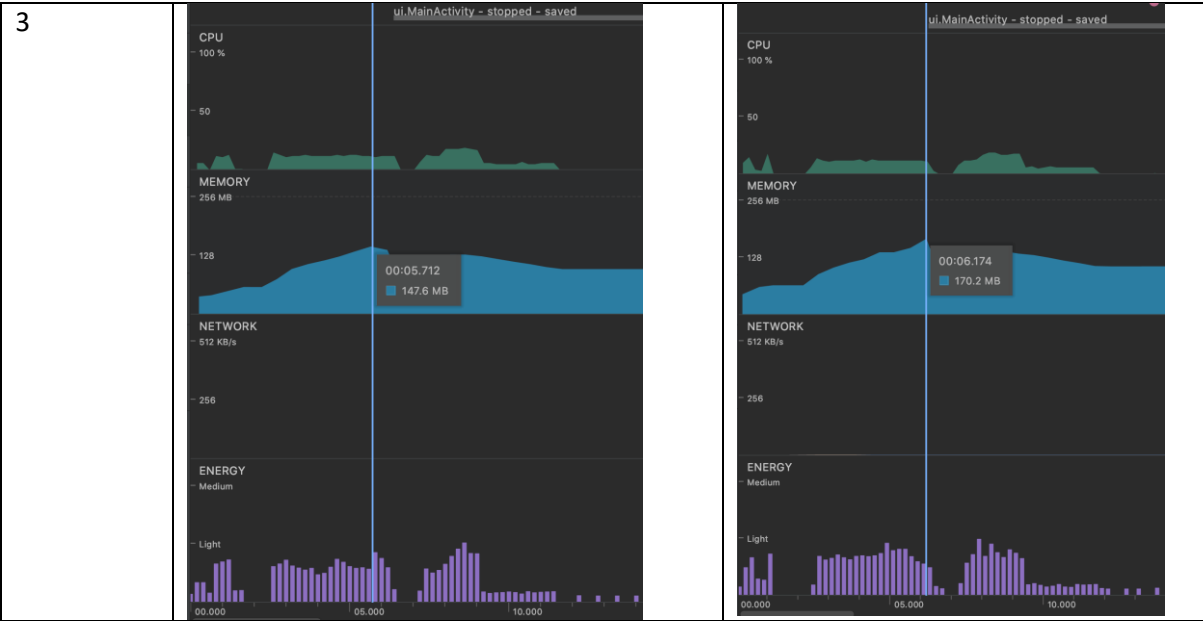 3
ui.MainActivity - stopped - saved
CPU
100 %
50
MEMORY
256 MB
128
00:05.712
147.6 MB
NETWORK
512 KB/s
256
ENERGY
Medium
Light
00.000
05.000
10.000
ui.MainActivity - stopped - saved
CPU
100 %
50
MEMORY
256 MB
128
00:06.174
170.2 MB
NETWORK
512 KB/s
256
ENERGY
Medium
Light
00.000
05.000
10.000